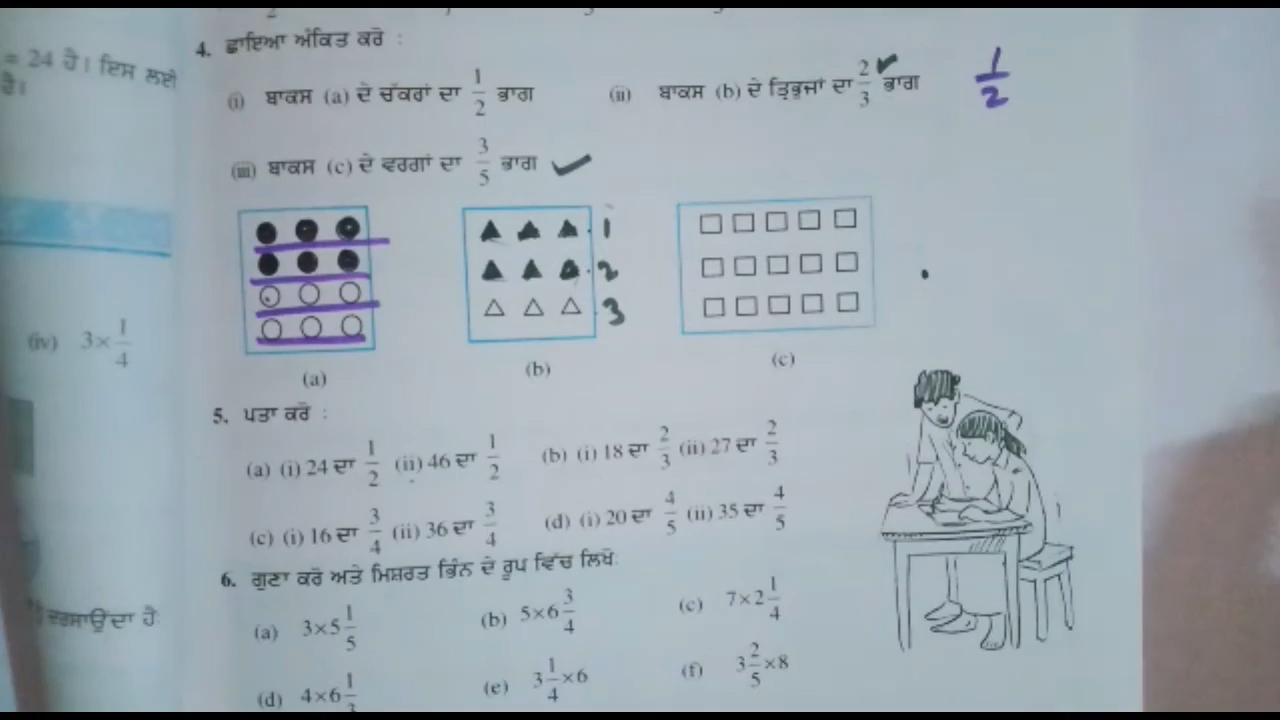 = 24 ਹੈ। ਇਸ ਲਈ
ਹੈ।
(iv) 3×1/4
ਦਰਸਾਉਂਦਾ ਹੈ:
4. ਛਾਇਆ ਅੰਕਿਤ ਕਰੋ :
(i) ਬਾਕਸ (a) ਦੇ ਚੱਕਰਾਂ ਦਾ 1/2 ਭਾਗ (ii) ਬਾਕਸ (b) ਦੇ ਤ੍ਰਿਭੁਜਾਂ ਦਾ 2/3 ਭਾਗ 1/2
(iii) ਬਾਕਸ (c) ਦੇ ਵਰਗਾਂ ਦਾ 3/5 ਭਾਗ
1
2
3
(a) (b) (c)
5. ਪਤਾ ਕਰੋ :
(a) (i) 24 ਦਾ 1/2 (ii) 46 ਦਾ 1/2 (b) (i) 18 ਦਾ 2/3 (ii) 27 ਦਾ 2/3
(c) (i) 16 ਦਾ 3/4 (ii) 36 ਦਾ 3/4 (d) (i) 20 ਦਾ 4/5 (ii) 35 ਦਾ 4/5
6. ਗੁਣਾ ਕਰੋ ਅਤੇ ਮਿਸ਼ਰਤ ਭਿੰਨ ਦੇ ਰੂਪ ਵਿੱਚ ਲਿਖੋ:
(a) 3×5 1/5 (b) 5×6 3/4 (c) 7×2 1/4
(d) 4×6 1/3 (e) 3 1/4×6 (f) 3 2/5×8